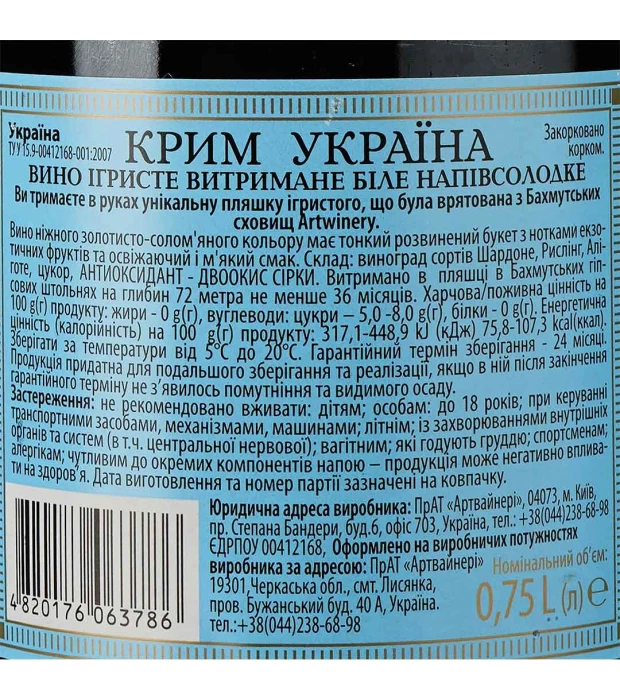 Україна
ТУ У 15.9-00412168-001:2007
КРИМ УКРАЇНА
Закорковано
корком.
ВИНО ІГРИСТЕ ВИТРИМАНЕ БІЛЕ НАПІВСОЛОДКЕ
Ви тримаєте в руках унікальну пляшку ігристого, що була врятована з Бахмутських
сховищ Artwinery.
Вино ніжного золотисто-солом'яного кольору має тонкий розвинений букет з нотками екзо-
тичних фруктів та освіжаючий і м'який смак. Склад: виноград сортів Шардоне, Рислінг, Алі-
готе, цукор, АНТИОКСИДАНТ - ДВООКИС СІРКИ. Витримано в пляшці в Бахмутських гіп-
сових штольнях на глибин 72 метра не менше 36 місяців. Харчова/поживна цінність на
100 g(г) продукту: жири - 0 g(г), вуглеводи: цукри – 5,0 -8,0 g(г), білки - 0 g(г). Енергетична
цінність (калорійність) на 100 g(г) продукту: 317,1-448,9 kJ (кДж) 75,8-107,3 kcal(ккал).
Зберігати за температури від 5°С до 20°С. Гарантійний термін зберігання - 24 місяці.
Продукція придатна для подальшого зберігання та реалізації, якщо в ній після закінчення
гарантійного терміну не з'явилось помутніння та видимого осаду.
Застереження: не рекомендовано вживати: дітям; особам: до 18 років; при керуванні
транспортними засобами, механізмами, машинами; літнім; із захворюваннями внутрішніх
органів та систем (в т.ч. центральної нервової); вагітним; які годують груддю; спортсменам;
алергікам; чутливим до окремих компонентів напою – продукція може негативно вплива-
ти на здоров'я. Дата виготовлення та номер партії зазначені на ковпачку.
Юридична адреса виробника: ПрАТ «Артвайнері», 04073, м. Київ,
пр. Степана Бандери, буд.6, офіс 703, Україна, тел.: +38(044)238-68-98
ЄДРПОУ 00412168, Оформлено на виробничих потужностях
виробника за адресою: ПрАТ «Артвайнері»
19301, Черкаська обл., смт. Лисянка,
пров. Бужанський буд. 40 А, Україна.
тел.:+38(044)238-68-98
Номінальний об'єм:
0,75 L (л) e
4 820176 063786